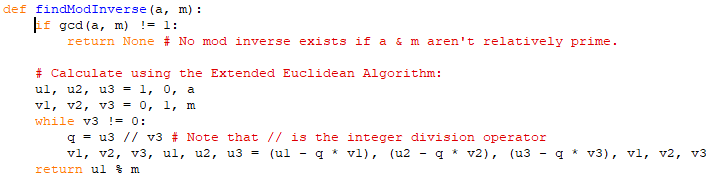 def findModInverse(a, m):
    if gcd(a, m) != 1:
        return None # No mod inverse exists if a & m aren't relatively prime.

    # Calculate using the Extended Euclidean Algorithm:
    u1, u2, u3 = 1, 0, a
    v1, v2, v3 = 0, 1, m
    while v3 != 0:
        q = u3 // v3 # Note that // is the integer division operator
        v1, v2, v3, u1, u2, u3 = (u1 - q * v1), (u2 - q * v2), (u3 - q * v3), v1, v2, v3
    return u1 % m